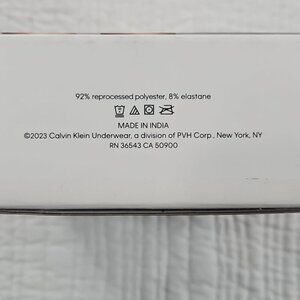 92% reprocessed polyester, 8% elastane
MADE IN INDIA
©2023 Calvin Klein Underwear, a division of PVH Corp., New York, NY
RN 36543 CA 50900